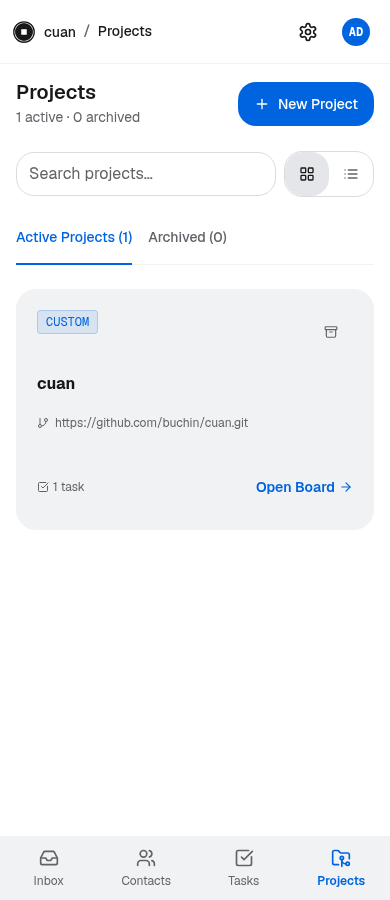 cuan / Projects
AD
Projects
1 active · 0 archived
+ New Project
Search projects...
Active Projects (1) Archived (0)
CUSTOM
cuan
https://github.com/buchin/cuan.git
1 task
Open Board →
Inbox Contacts Tasks Projects